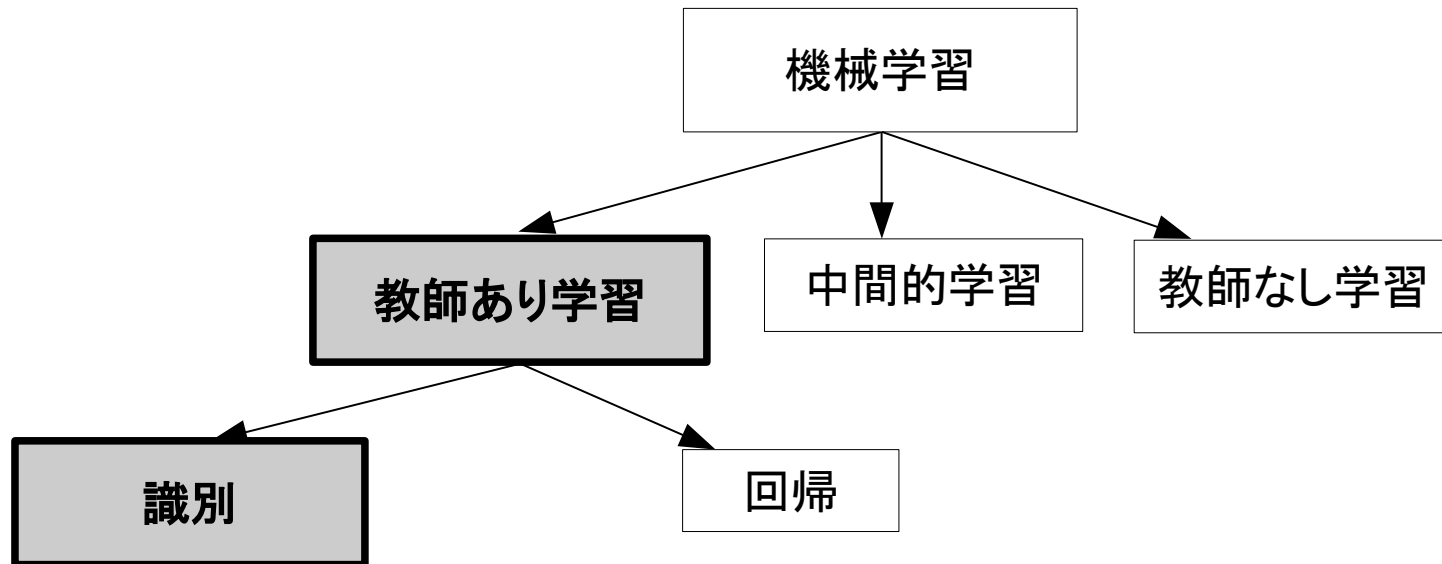 機械学習
教師あり学習
中間的学習
教師なし学習
識別
回帰